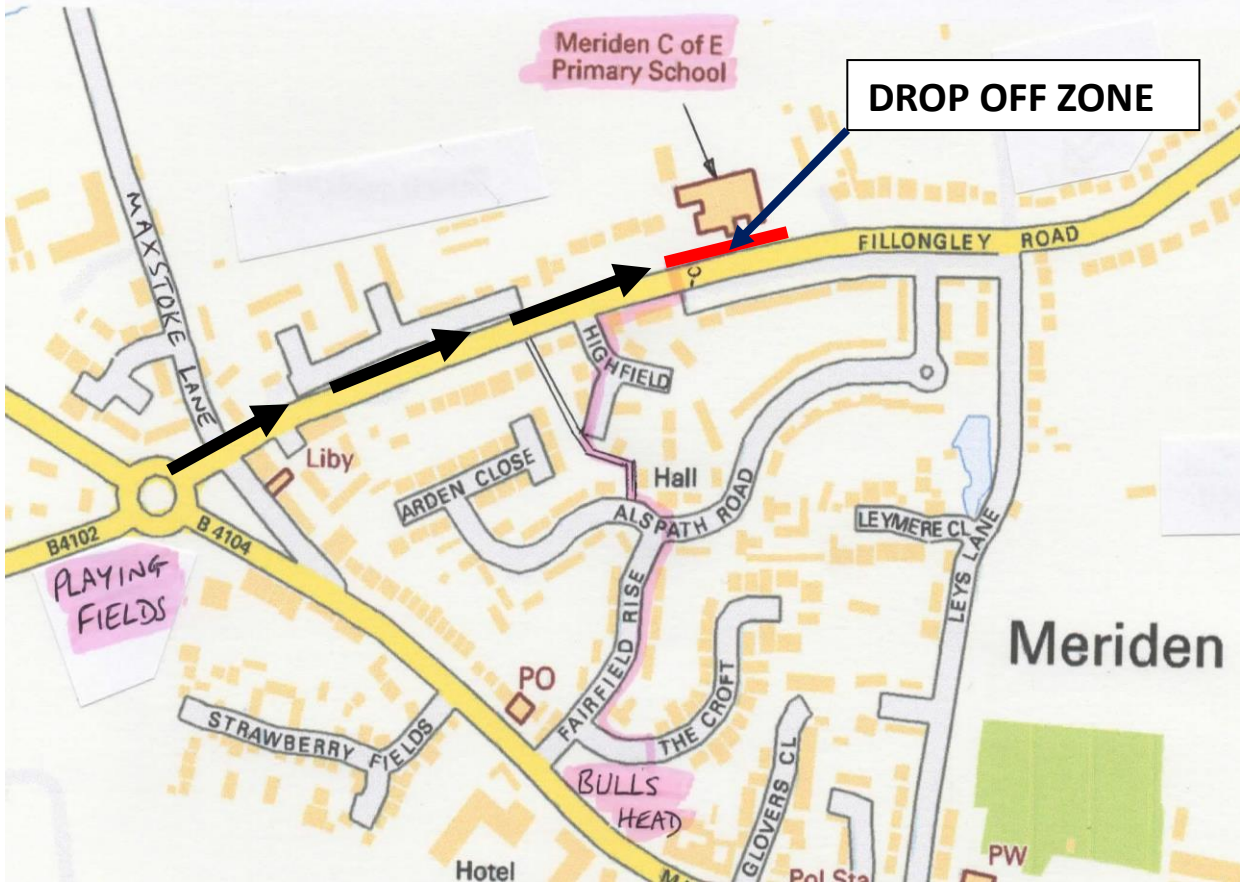 Meriden C of E
Primary School
DROP OFF ZONE
MAXSTOKE LANE
FILLONGLEY ROAD
HIGHFIELD
Liby
ARDEN CLOSE
Hall
ALSPATH ROAD
LEYMERE CL
LEYS LANE
B4102
B 4104
PLAYING
FIELDS
FAIRFIELD RISE
Meriden
PO
THE CROFT
STRAWBERRY FIELDS
BULLS
HEAD
GLOVERS CL
Hotel
Pol Sta
PW